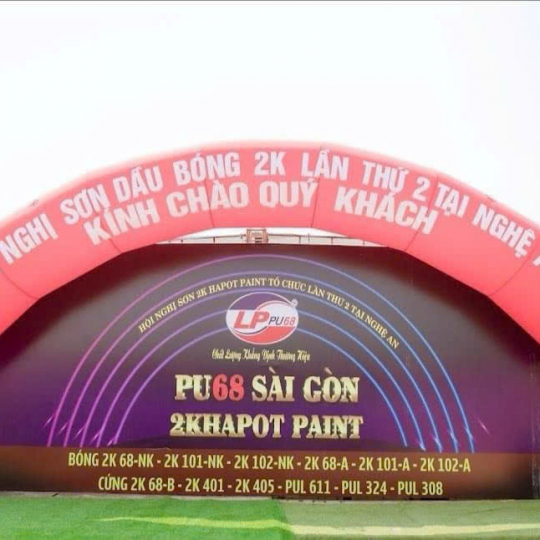 NGHỊ SƠN DẦU BÓNG 2K LẦN THỨ 2 TẠI NGHỆ
KÍNH CHÀO QUÝ KHÁCH
HỘI NGHỊ SƠN 2K HAPOT PAINT TỔ CHỨC LẦN THỨ 2 TẠI NGHỆ AN
LP PU68 ®
Chất Lượng Khẳng Định Thương Hiệu
PU68 SÀI GÒN
2KHAPOT PAINT
BÓNG 2K 68-NK - 2K 101-NK - 2K 102-NK - 2K 68-A - 2K 101-A - 2K 102-A
CỨNG 2K 68-B - 2K 401 - 2K 405 - PUL 611 - PUL 324 - PUL 308